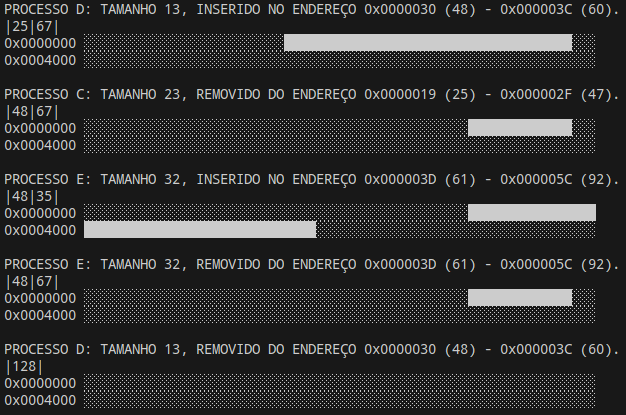 PROCESSO D: TAMANHO 13, INSERIDO NO ENDEREÇO 0x0000030 (48) - 0x000003C (60).
|25|67|
0x0000000
0x0004000
PROCESSO C: TAMANHO 23, REMOVIDO DO ENDEREÇO 0x0000019 (25) - 0x000002F (47).
|48|67|
0x0000000
0x0004000
PROCESSO E: TAMANHO 32, INSERIDO NO ENDEREÇO 0x000003D (61) - 0x000005C (92).
|48|35|
0x0000000
0x0004000
PROCESSO E: TAMANHO 32, REMOVIDO DO ENDEREÇO 0x000003D (61) - 0x000005C (92).
|48|67|
0x0000000
0x0004000
PROCESSO D: TAMANHO 13, REMOVIDO DO ENDEREÇO 0x0000030 (48) - 0x000003C (60).
|128|
0x0000000
0x0004000